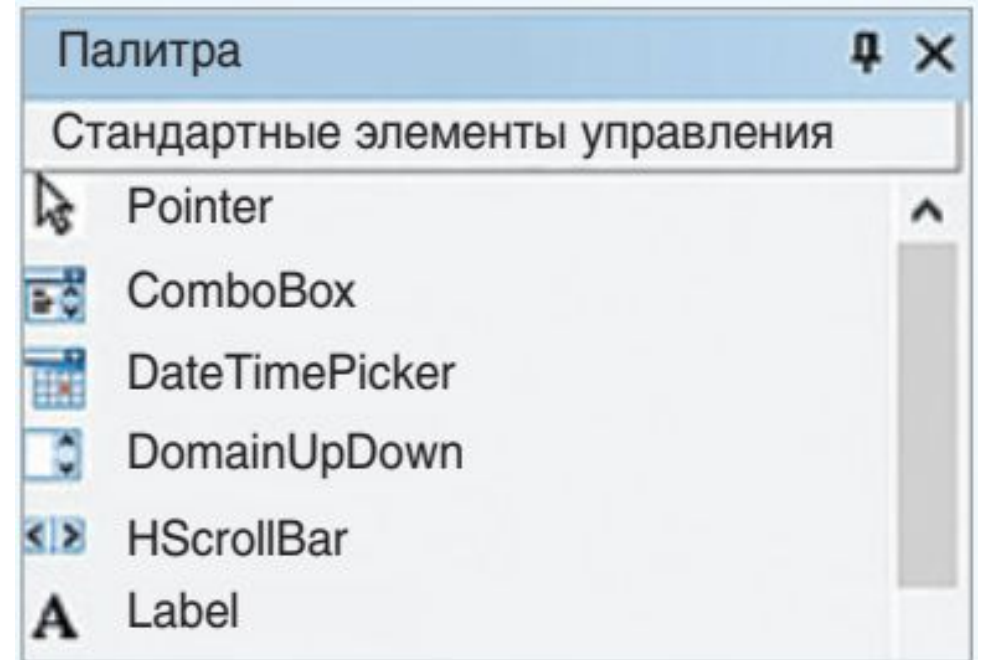 Палитра
Стандартные элементы управления
Pointer
ComboBox
DateTimePicker
DomainUpDown
HScrollBar
Label